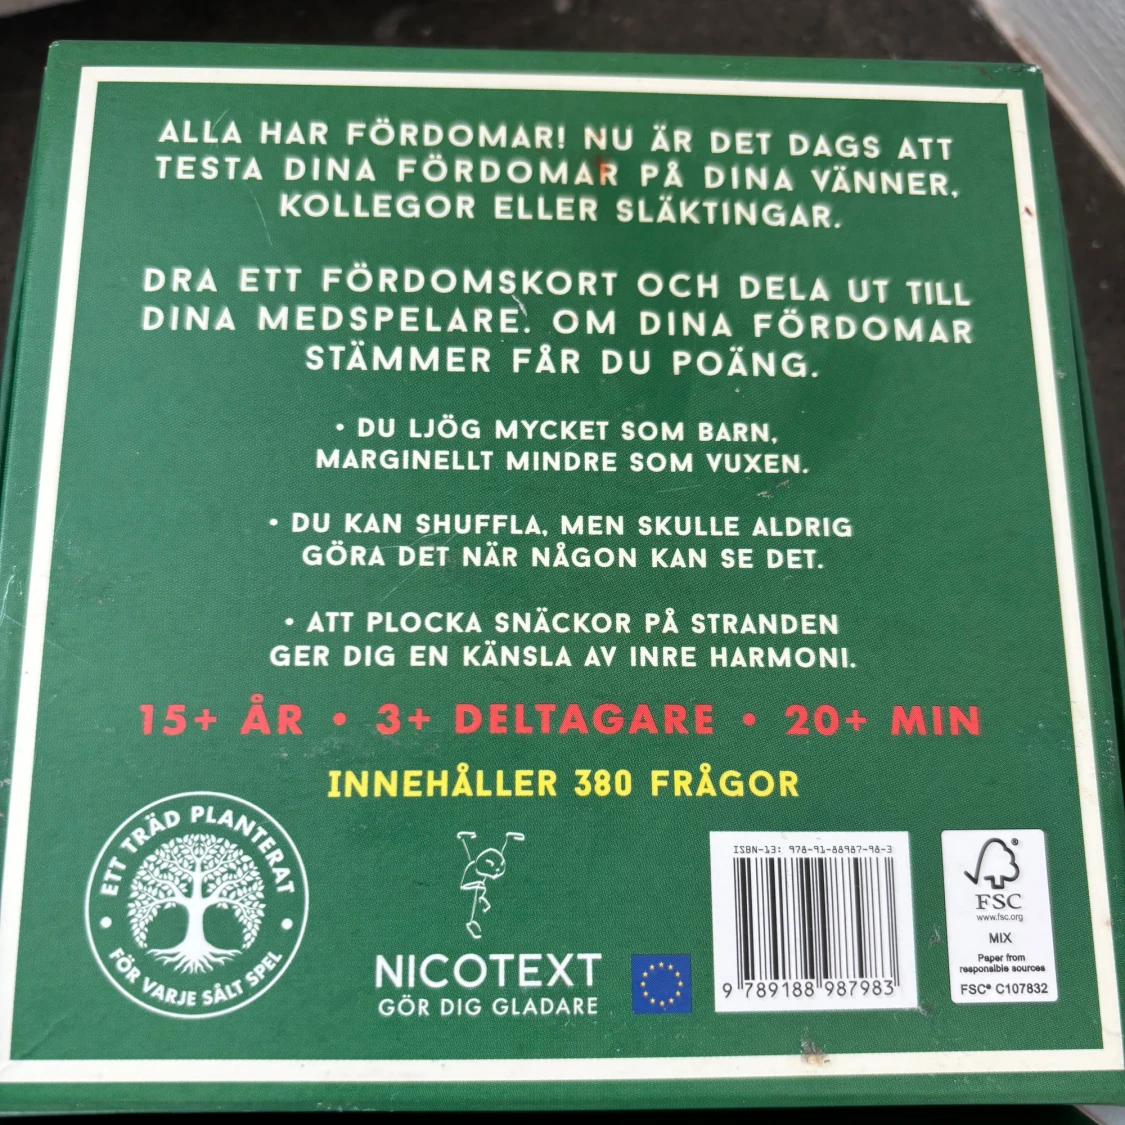 ALLA HAR FÖRDOMAR! NU ÄR DET DAGS ATT
TESTA DINA FÖRDOMAR PÅ DINA VÄNNER,
KOLLEGOR ELLER SLÄKTINGAR.
DRA ETT FÖRDOMSKORT OCH DELA UT TILL
DINA MEDSPELARE. OM DINA FÖRDOMAR
STÄMMER FÅR DU POÄNG.
• DU LJÖG MYCKET SOM BARN,
MARGINELLT MINDRE SOM VUXEN.
• DU KAN SHUFFLA, MEN SKULLE ALDRIG
GÖRA DET NÄR NÅGON KAN SE DET.
• ATT PLOCKA SNÄCKOR PÅ STRANDEN
GER DIG EN KÄNSLA AV INRE HARMONI.
15+ ÅR • 3+ DELTAGARE • 20+ MIN
INNEHÅLLER 380 FRÅGOR
ETT TRÄD PLANTERAT
• FÖR VARJE SÅLT SPEL •
NICOTEXT
GÖR DIG GLADARE
ISBN-13: 978-91-88987-98-3
9 789188 987983
FSC
www.fsc.org
MIX
Paper from
responsible sources
FSC® C107832